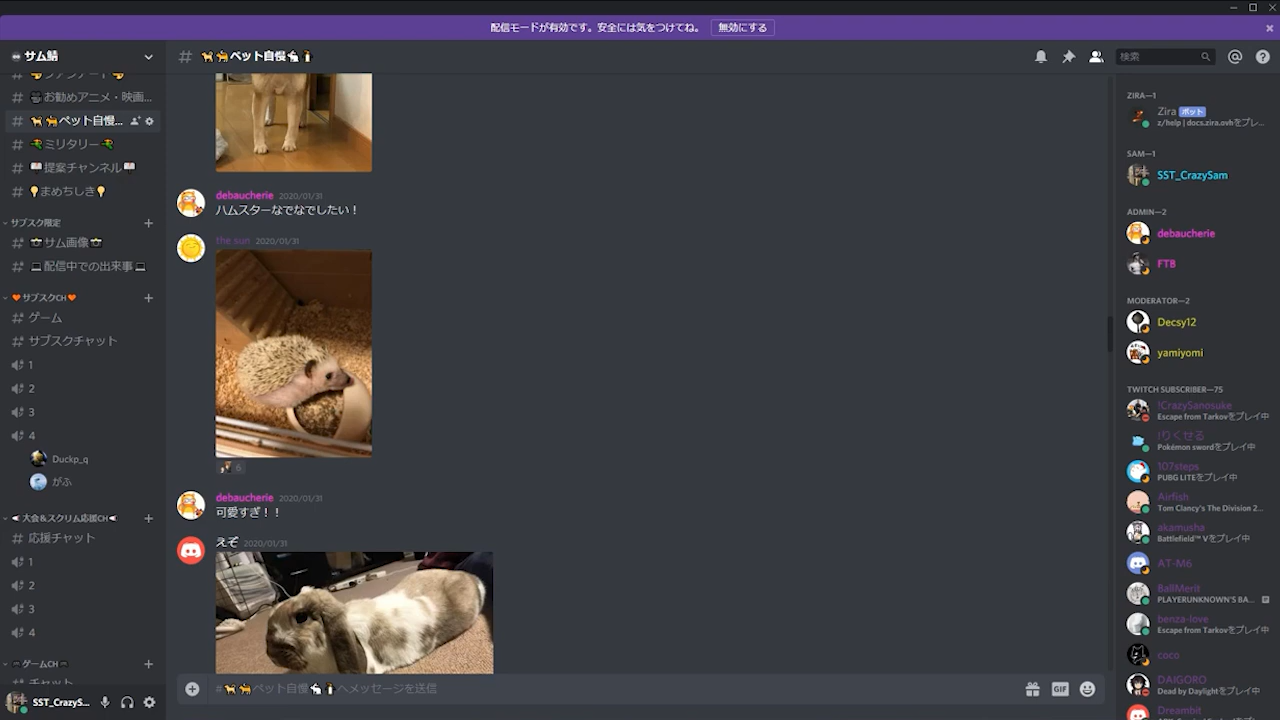 配信モードが有効です。安全には気をつけてね。 無効にする
サム鯖
ペット自慢
検索
お勧めアニメ・映画...
ペット自慢...
ミリタリー
提案チャンネル
まめちしき
サブスク限定
サム画像
配信中での出来事
サブスクCH
ゲーム
サブスクチャット
1
2
3
4
Duckp_q
がふ
大会&スクリム応援CH
応援チャット
1
2
3
4
ゲームCH
チャット
SST_CrazyS...
debaucherie 2020/01/31
ハムスターなでなでしたい！
the sun 2020/01/31
6
debaucherie 2020/01/31
可愛すぎ！！
えぞ 2020/01/31
#ペット自慢へメッセージを送信
GIF
ZIRA—1
Zira ボット
z/help | docs.zira.ovhをプレ...
SAM—1
SST_CrazySam
ADMIN—2
debaucherie
FTB
MODERATOR—2
Decsy12
yamiyomi
TWITCH SUBSCRIBER—75
!CrazySanosuke
Escape from Tarkovをプレイ中
!りくせる
Pokémon swordをプレイ中
107steps
PUBG LITEをプレイ中
Airfish
Tom Clancy's The Division 2...
akamusha
Battlefield™ Vをプレイ中
AT-M6
BallMerit
PLAYERUNKNOWN'S BA...
benza-love
Escape from Tarkovをプレイ中
coco
DAIGORO
Dead by Daylightをプレイ中
Dreambit